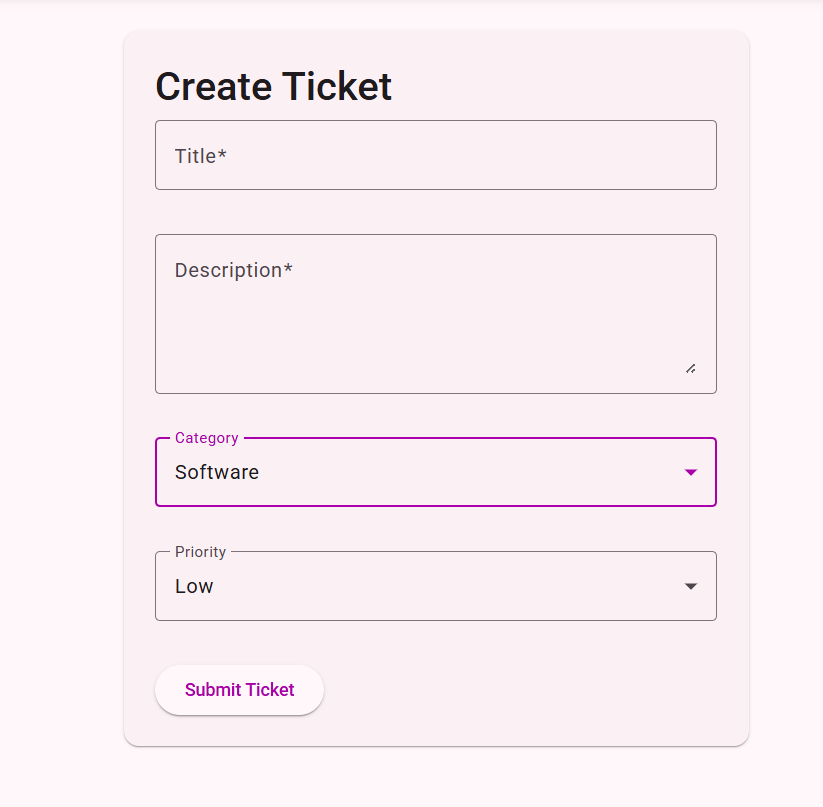 Create Ticket
Title*
Description*
Category
Software
Priority
Low
Submit Ticket